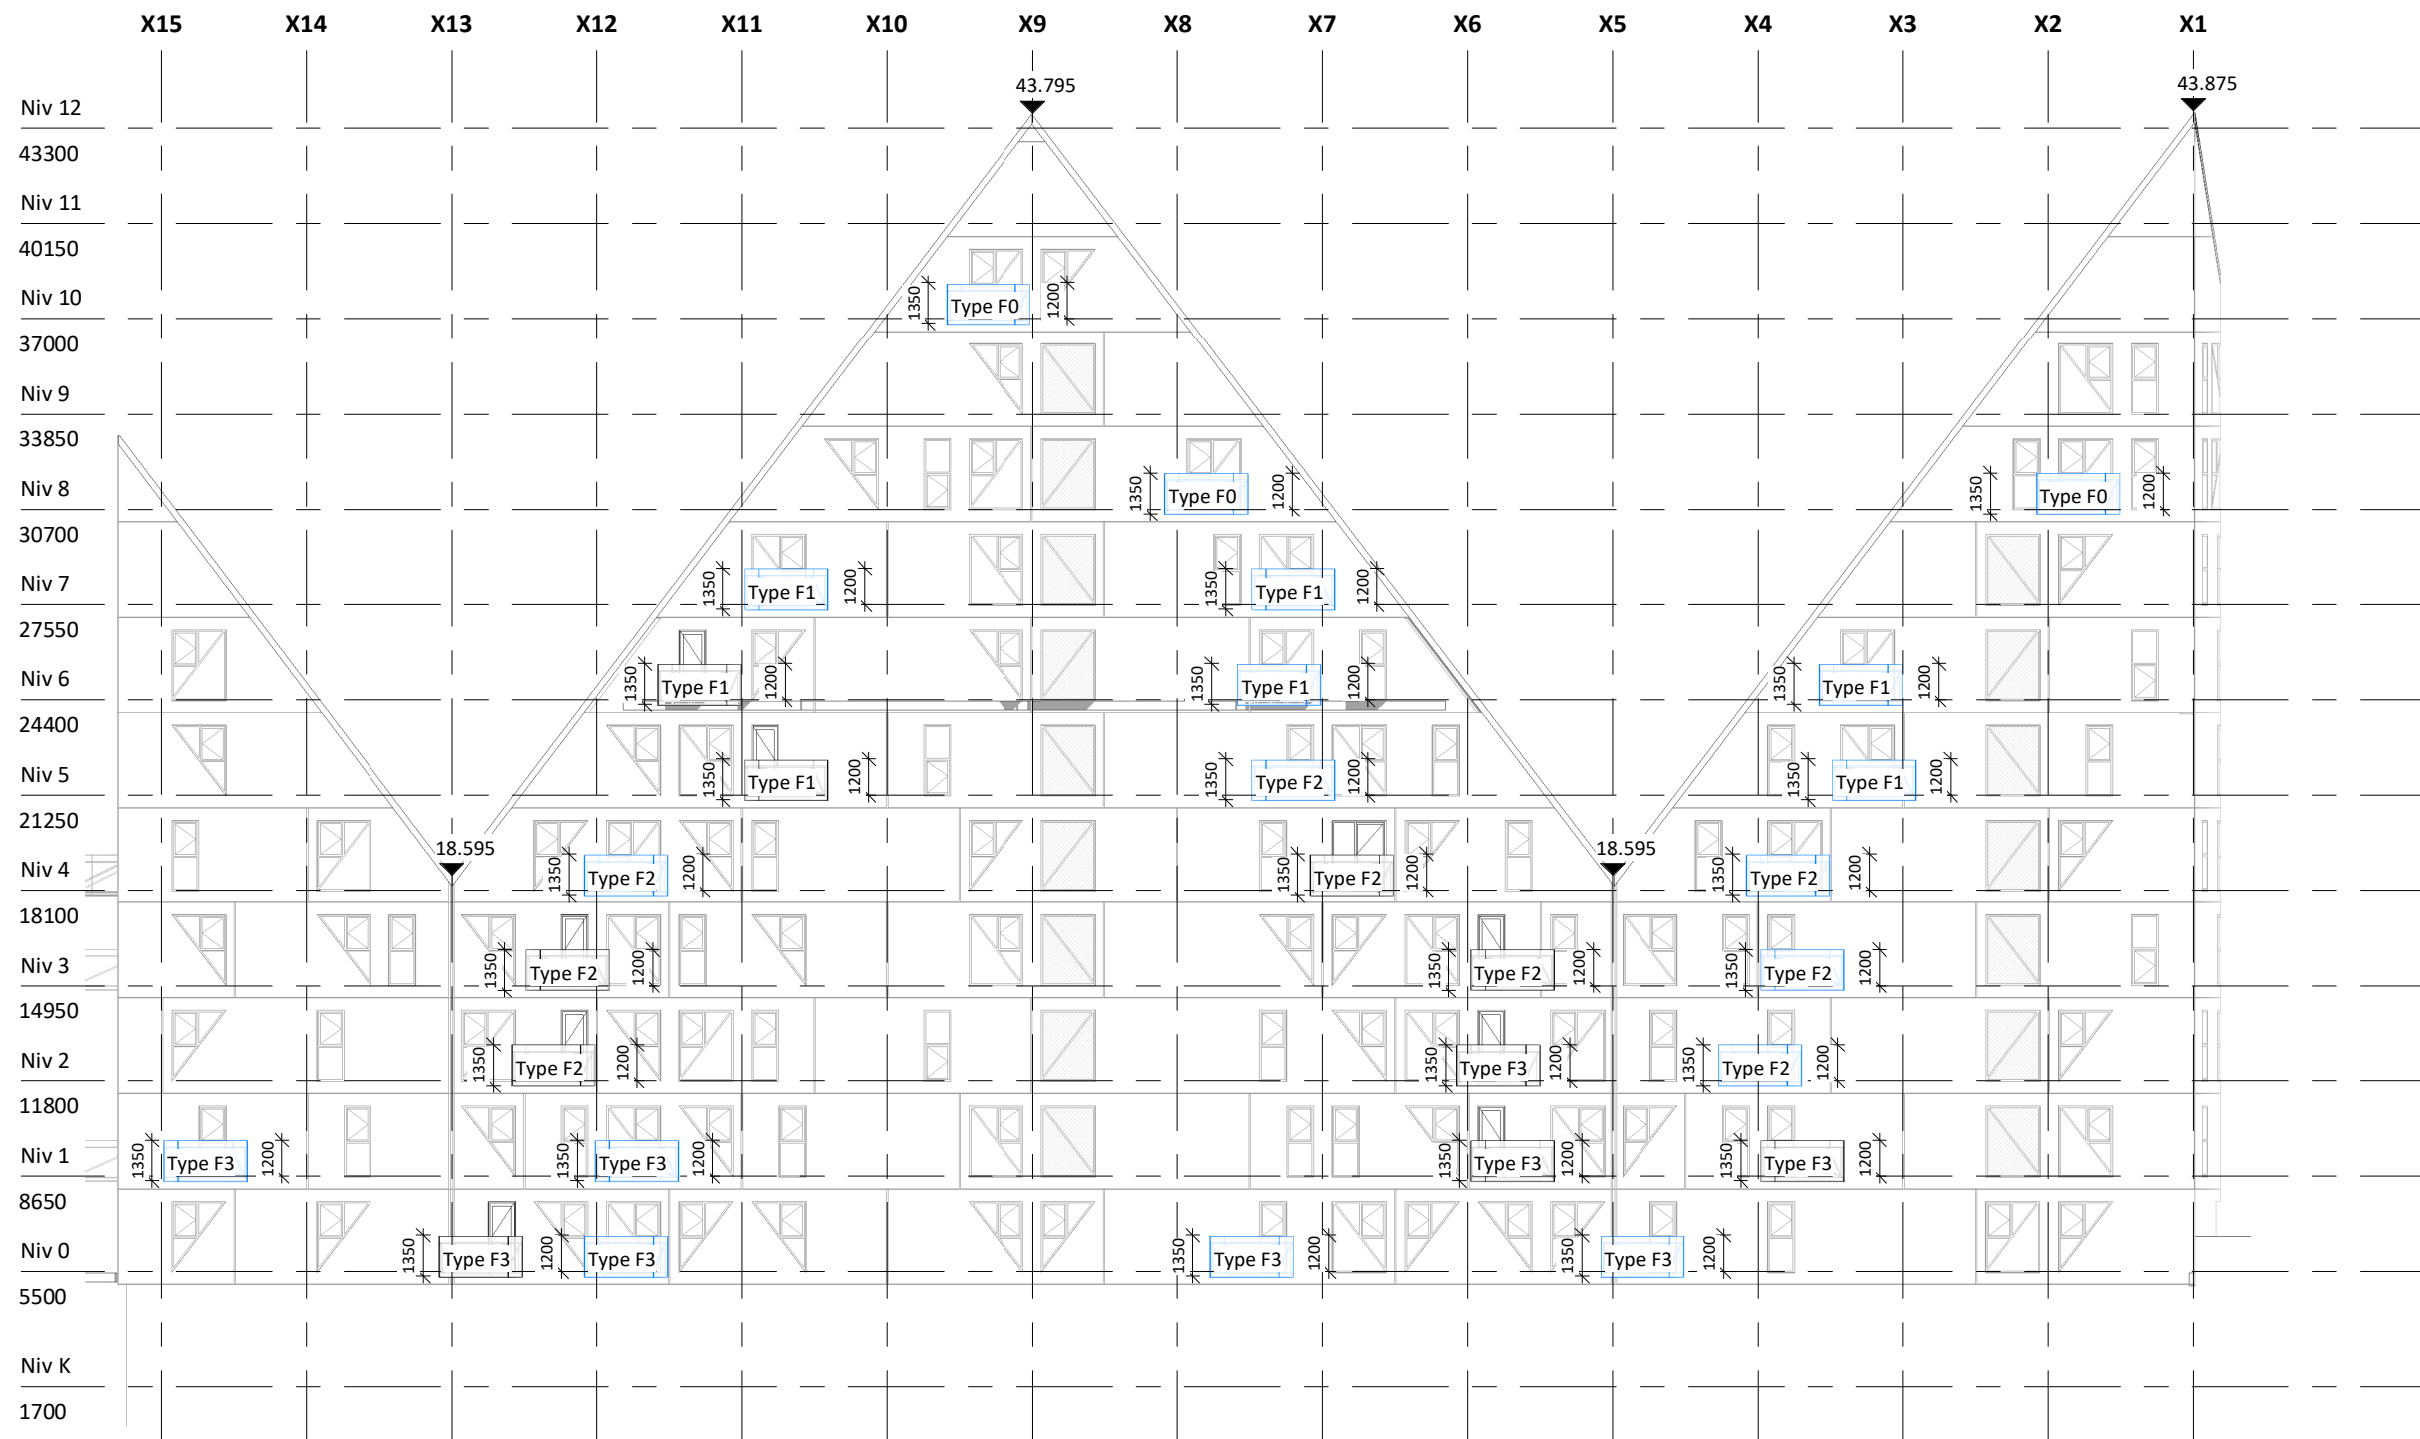 X15 X14 X13 X12 X11 X10 X9 X8 X7 X6 X5 X4 X3 X2 X1
43.795 43.875
Niv 12
43300
Niv 11
40150
Niv 10 1350 Type F0 1200
37000
Niv 9
33850
Niv 8 1350 Type F0 1200 1350 Type F0 1200
30700
Niv 7 1350 Type F1 1200 1350 Type F1 1200
27550
Niv 6 1350 Type F1 1200 1350 Type F1 1200 1350 Type F1 1200
24400
Niv 5 1350 Type F1 1200 1350 Type F2 1200 1350 Type F1 1200
21250
18.595 18.595
Niv 4 1350 Type F2 1200 1350 Type F2 1200 1350 Type F2 1200
18100
Niv 3 1350 Type F2 1200 1350 Type F2 1200 1350 Type F2 1200
14950
Niv 2 1350 Type F2 1200 1350 Type F3 1200 1350 Type F2 1200
11800
Niv 1 1350 Type F3 1200 1350 Type F3 1200 1350 Type F3 1200 1350 Type F3 1200
8650
Niv 0 1350 Type F3 1200 Type F3 1350 Type F3 1200 1350 Type F3 1200
5500
Niv K
1700